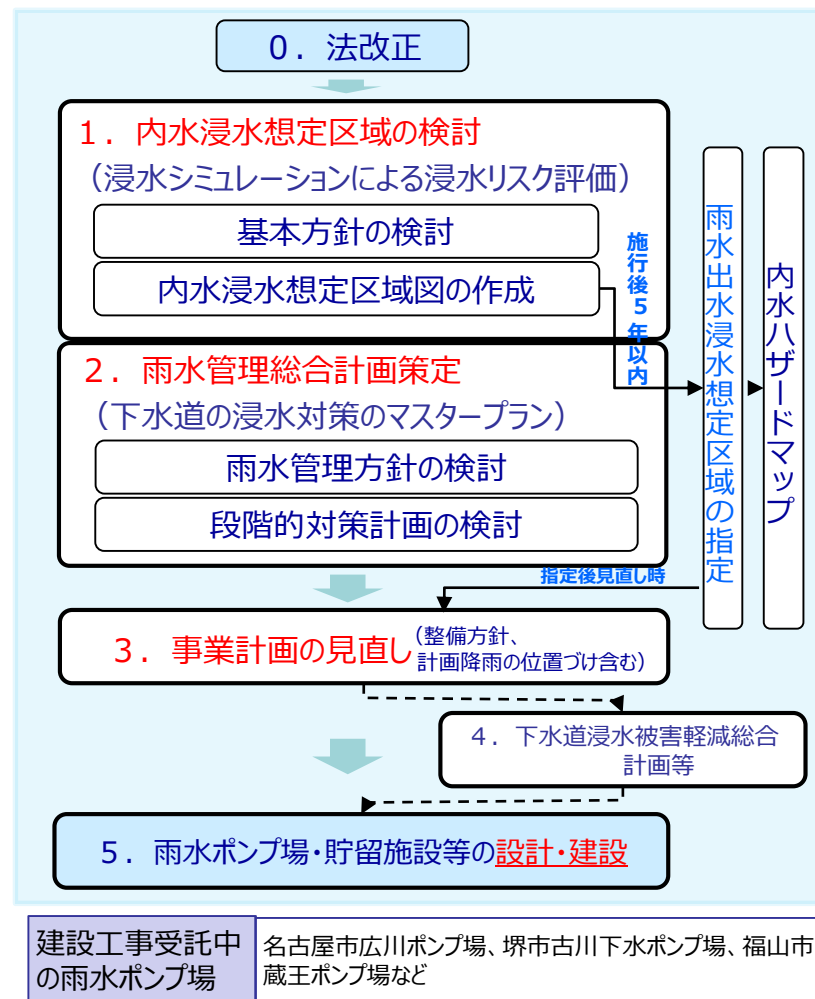 ０．法改正
１．内水浸水想定区域の検討
（浸水シミュレーションによる浸水リスク評価）
基本方針の検討
内水浸水想定区域図の作成
施行後５年以内
雨水出水浸水想定区域の指定
内水ハザードマップ
２．雨水管理総合計画策定
（下水道の浸水対策のマスタープラン）
雨水管理方針の検討
段階的対策計画の検討
指定後見直し時
３．事業計画の見直し
（整備方針、
計画降雨の位置づけ含む）
４．下水道浸水被害軽減総合
計画等
５．雨水ポンプ場・貯留施設等の設計・建設
建設工事受託中
の雨水ポンプ場
名古屋市広川ポンプ場、堺市古川下水ポンプ場、福山市
蔵王ポンプ場など